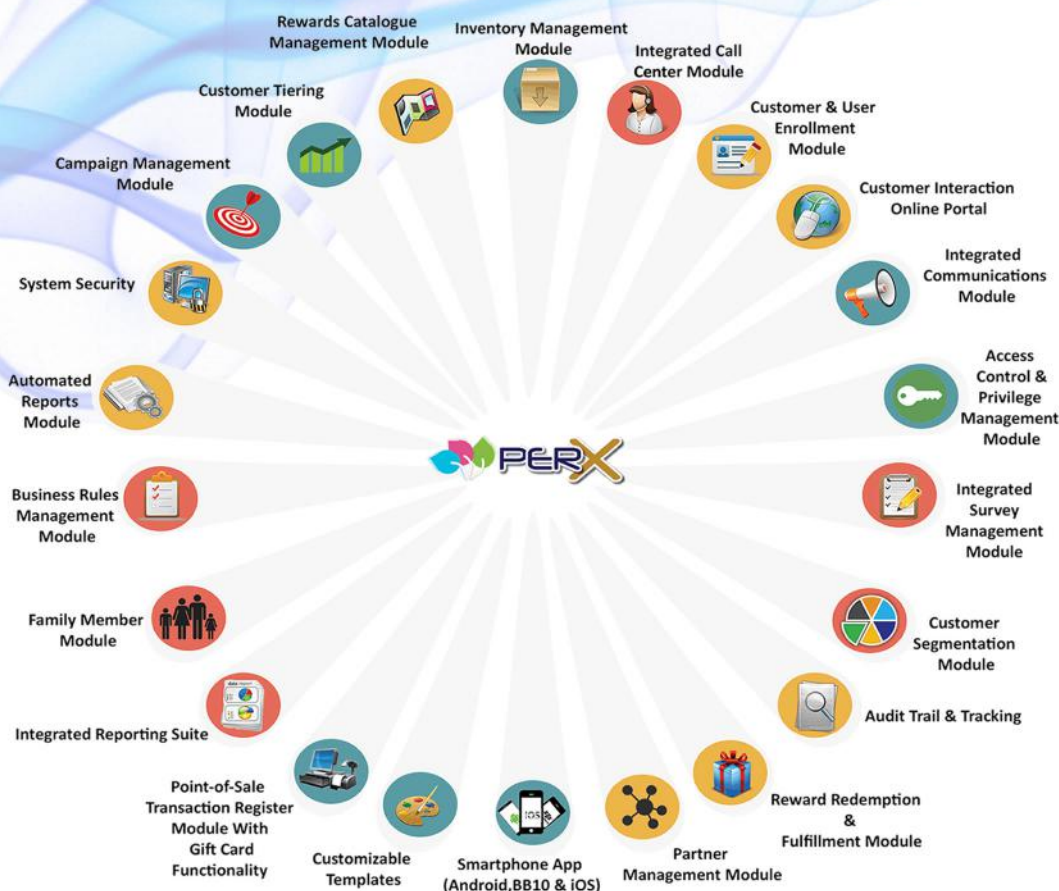 Rewards Catalogue
Management Module
Inventory Management
Module
Integrated Call
Center Module
Customer & User
Enrollment
Module
Customer Interaction
Online Portal
Integrated
Communications
Module
Access
Control &
Privilege
Management
Module
Integrated
Survey
Management
Module
Customer
Segmentation
Module
Audit Trail & Tracking
Reward Redemption
&
Fulfillment Module
Partner
Management Module
Smartphone App
(Android,BB10 & iOS)
iOS
Customizable
Templates
Point-of-Sale
Transaction Register
Module With
Gift Card
Functionality
Integrated Reporting Suite
Family Member
Module
Business Rules
Management
Module
Automated
Reports
Module
System Security
Campaign Management
Module
Customer Tiering
Module
PERX